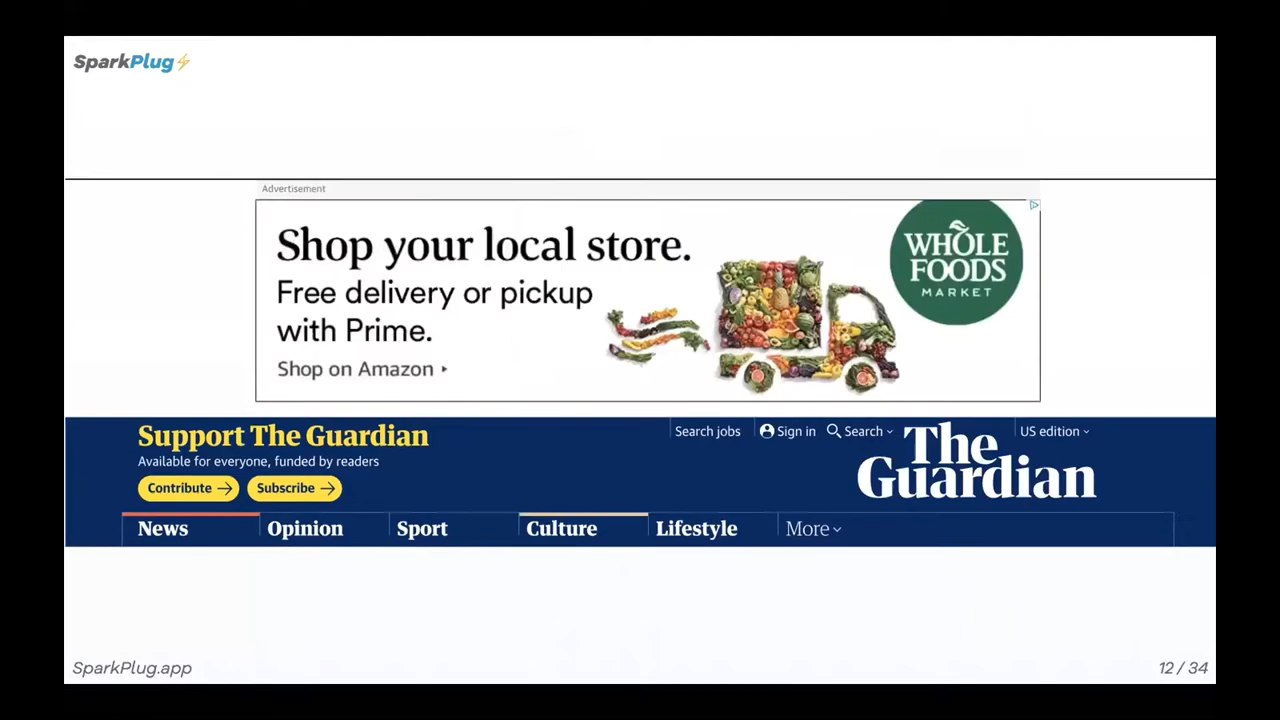 SparkPlug
Advertisement
Shop your local store.
Free delivery or pickup
with Prime.
Shop on Amazon
WHOLE
FOODS
MARKET
Support The Guardian
Available for everyone, funded by readers
Contribute
Subscribe
Search jobs
Sign in
Search
US edition
The
Guardian
News
Opinion
Sport
Culture
Lifestyle
More
SparkPlug.app
12 / 34